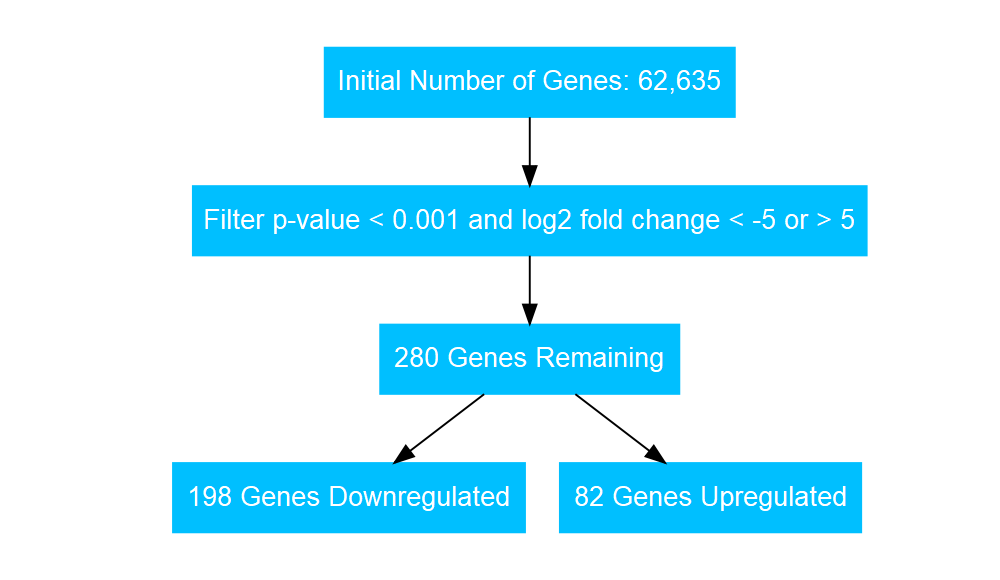 Initial Number of Genes: 62,635
Filter p-value < 0.001 and log2 fold change < -5 or > 5
280 Genes Remaining
198 Genes Downregulated
82 Genes Upregulated